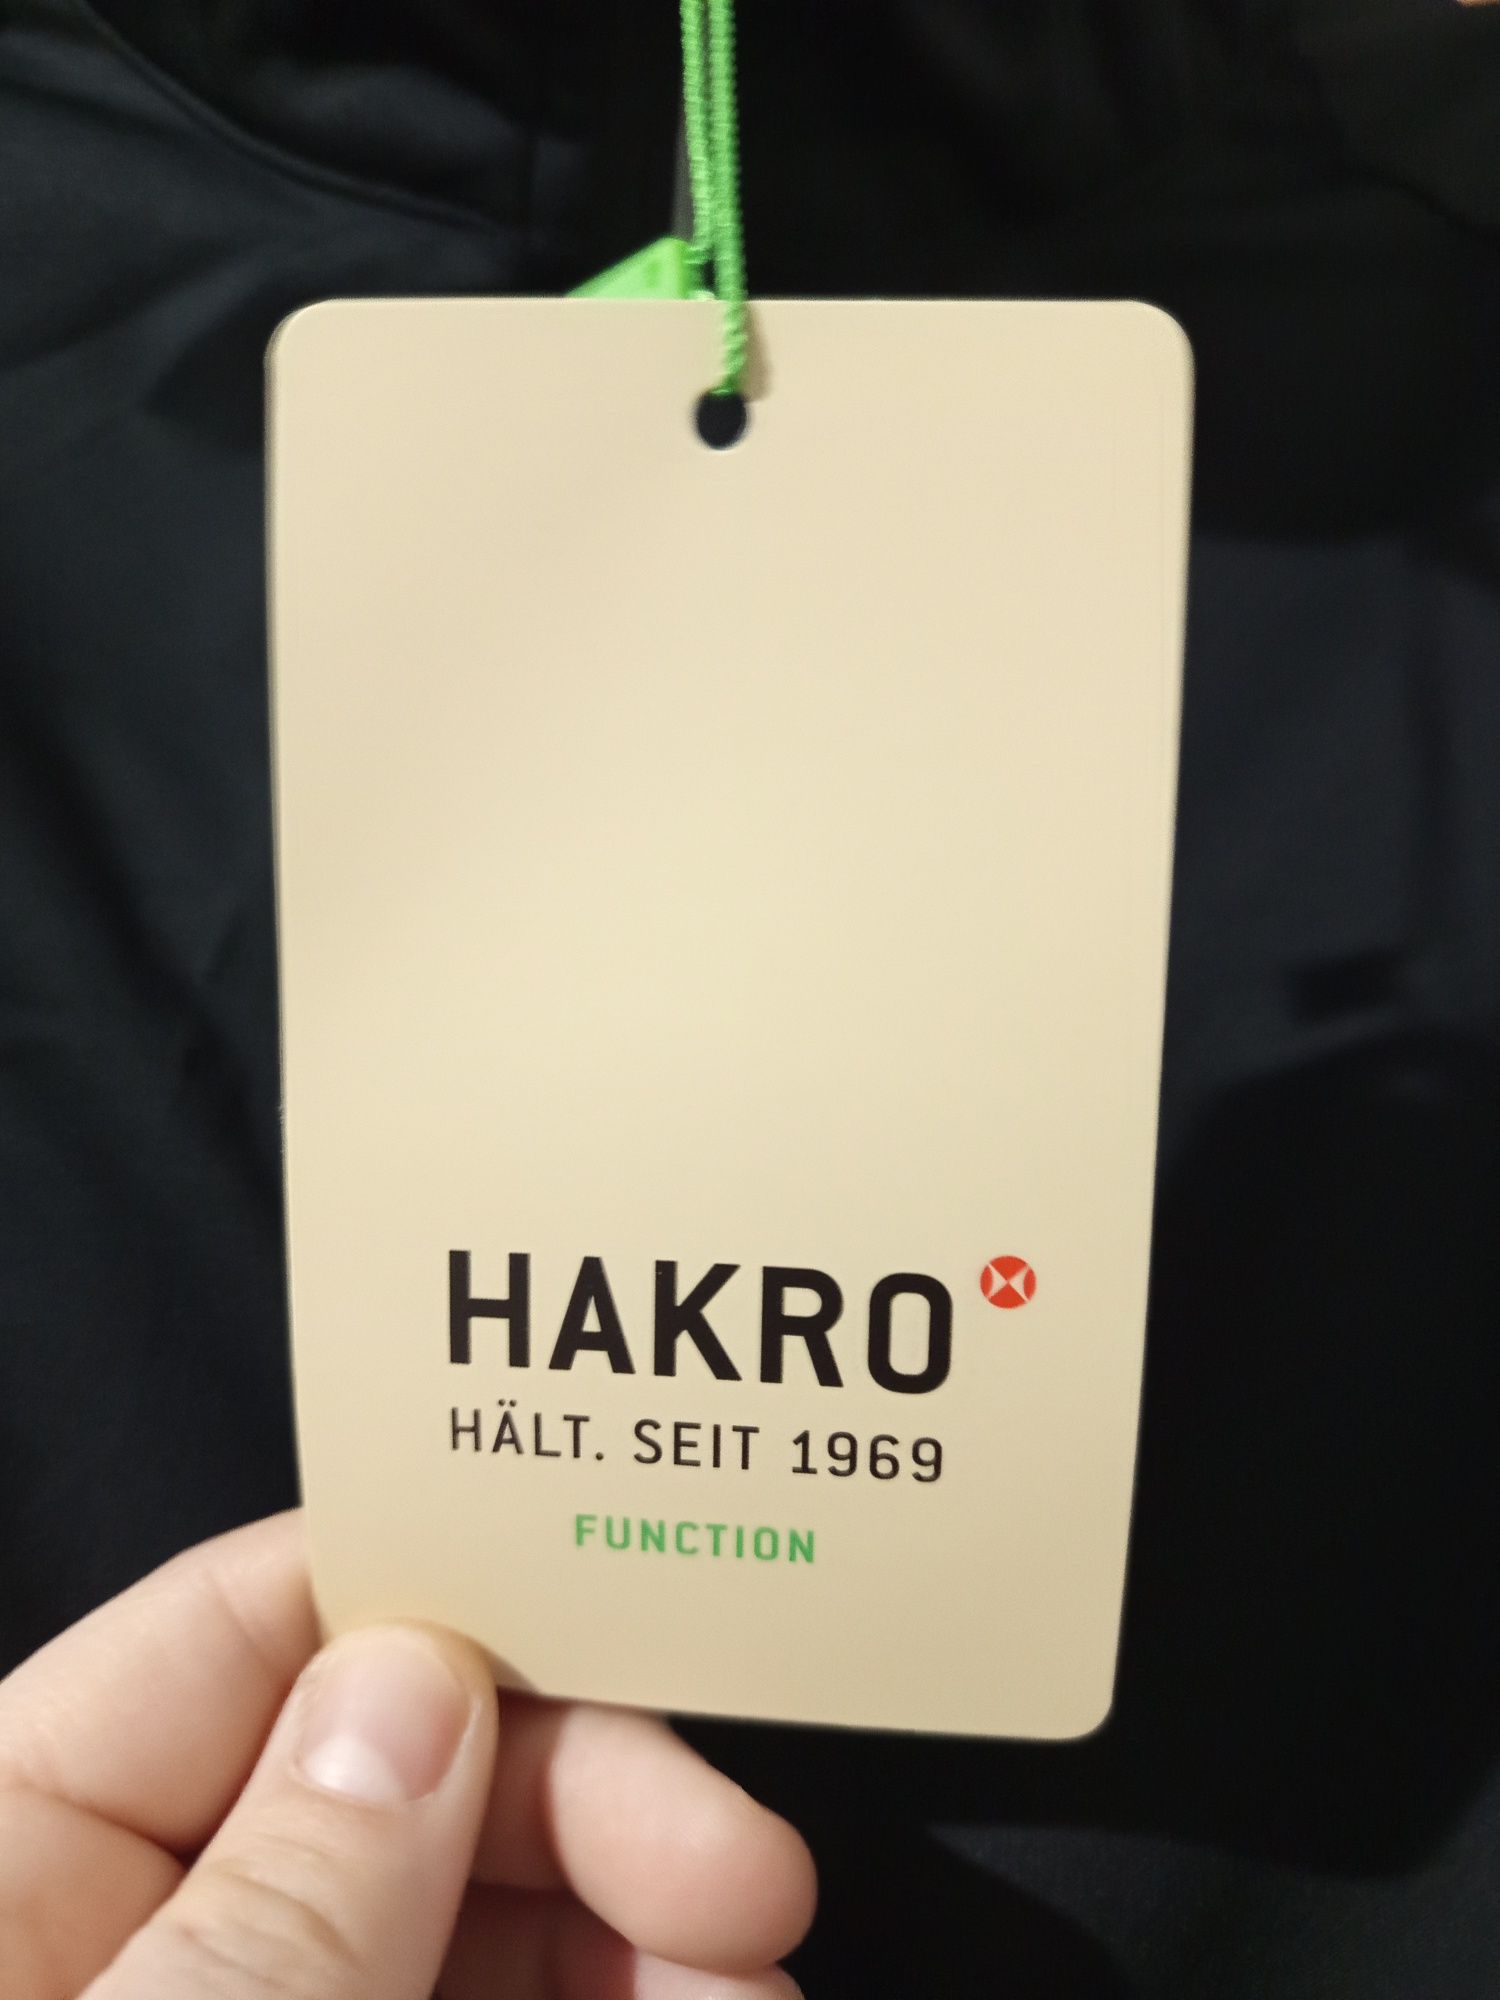 HAKRO
HÄLT. SEIT 1969
FUNCTION